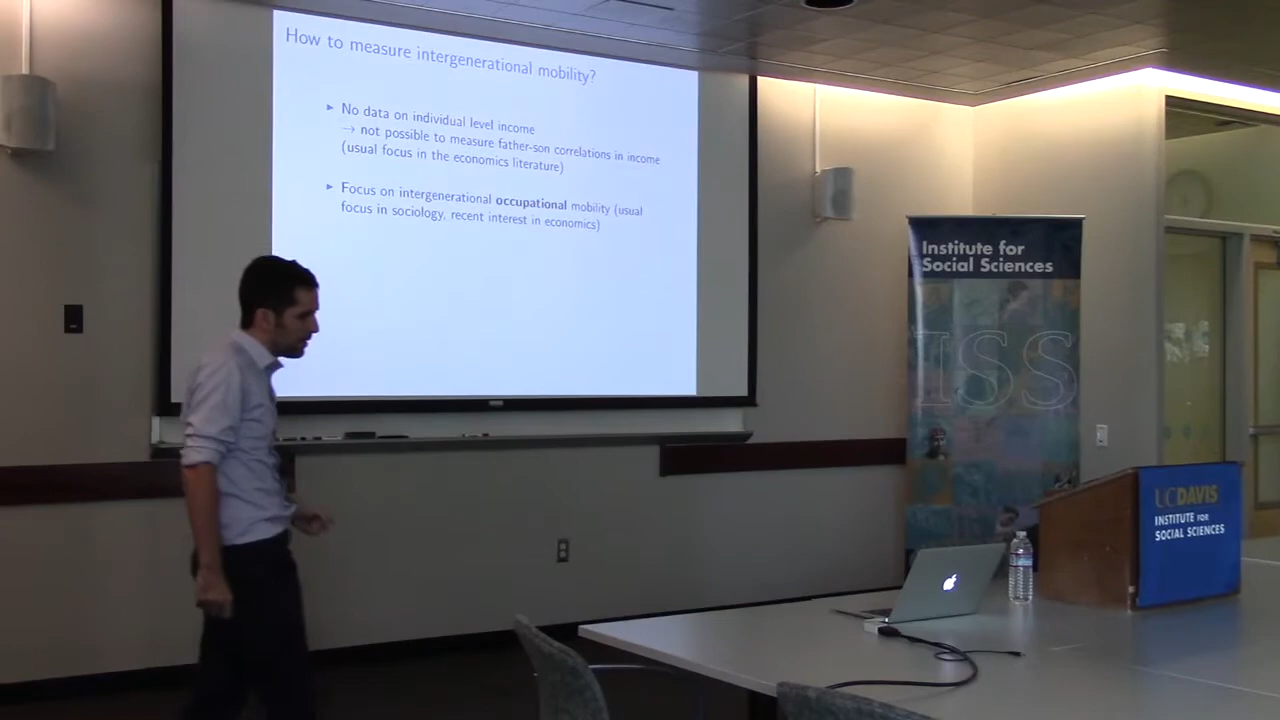 How to measure intergenerational mobility?
▶ No data on individual level income
→ not possible to measure father-son correlations in income
(usual focus in the economics literature)
▶ Focus on intergenerational occupational mobility (usual
focus in sociology, recent interest in economics)
Institute for
Social Sciences
ISS
UCDAVIS
INSTITUTE FOR
SOCIAL SCIENCES